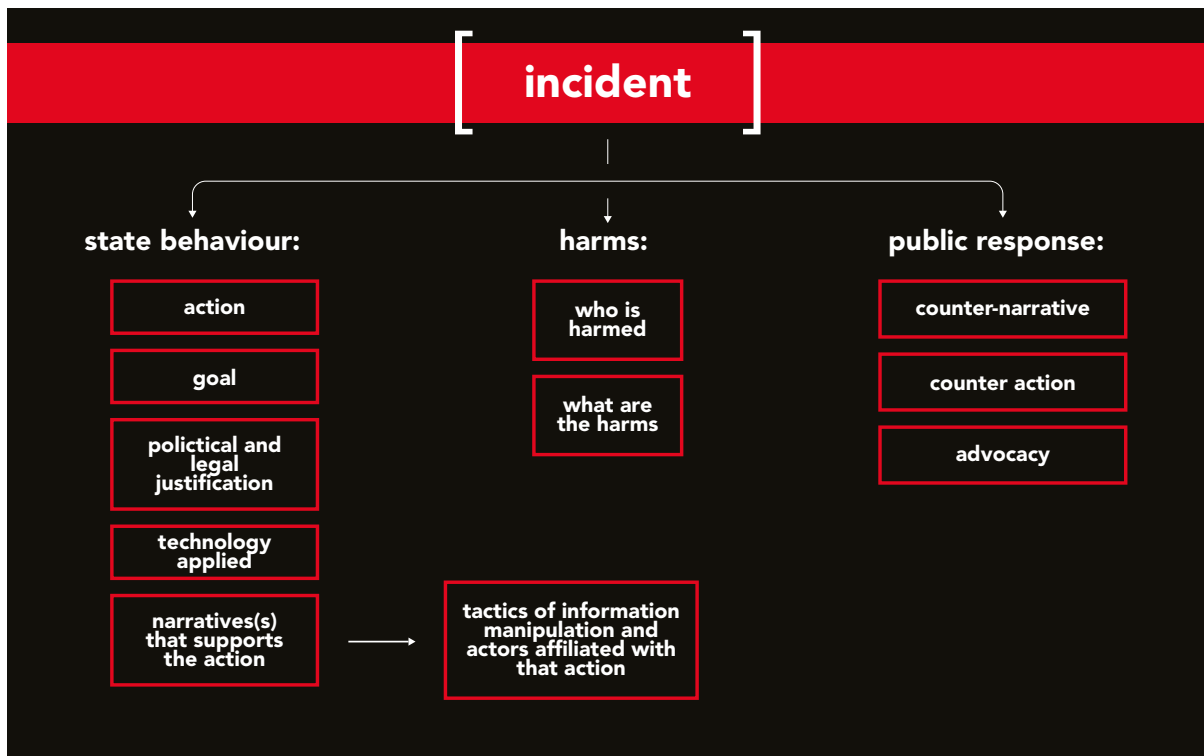 [ incident ]
state behaviour:
action
goal
polictical and
legal
justification
technology
applied
narratives(s)
that supports
the action
harms:
who is
harmed
what are
the harms
tactics of information
manipulation and
actors affiliated with
that action
public response:
counter-narrative
counter action
advocacy